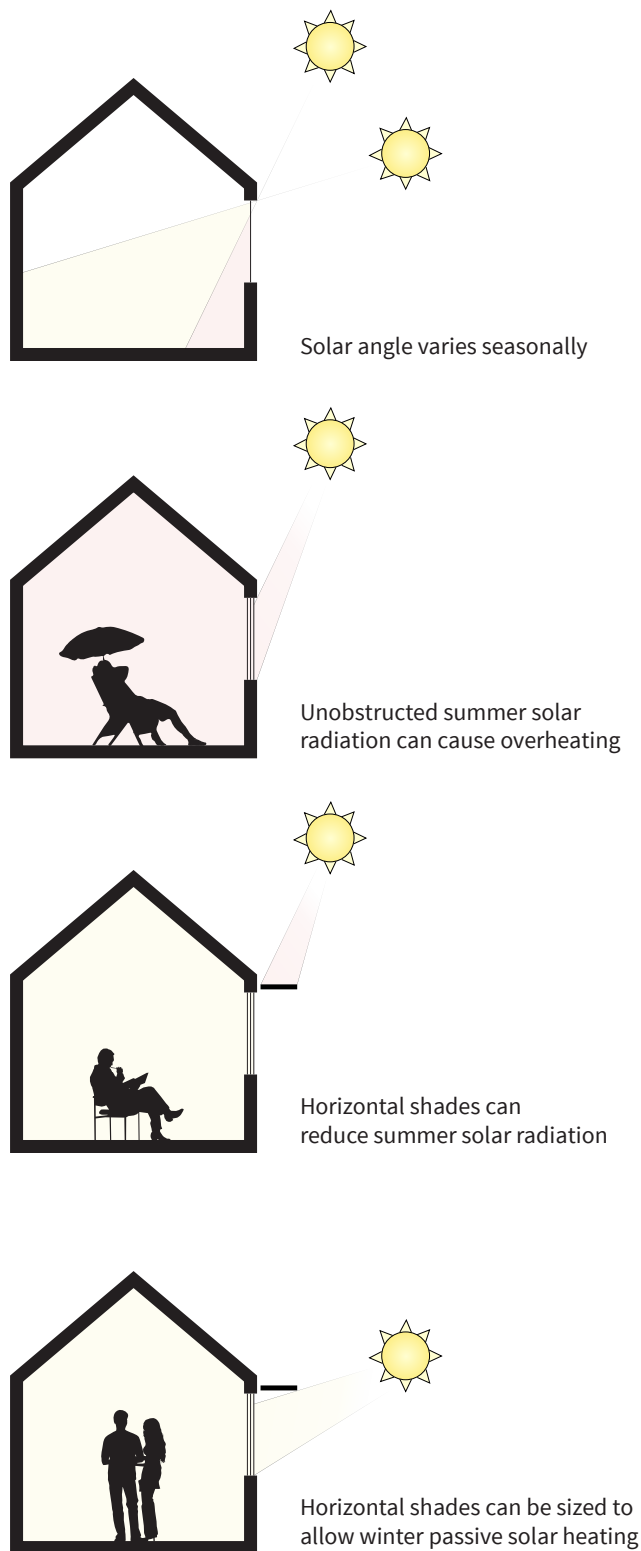 Solar angle varies seasonally
Unobstructed summer solar
radiation can cause overheating
Horizontal shades can
reduce summer solar radiation
Horizontal shades can be sized to
allow winter passive solar heating